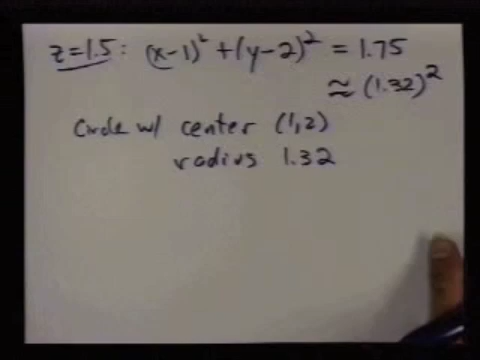 z=1.5: (x-1)² + (y-2)² = 1.75
≈ (1.32)²
Circle w/ center (1,2)
radius 1.32